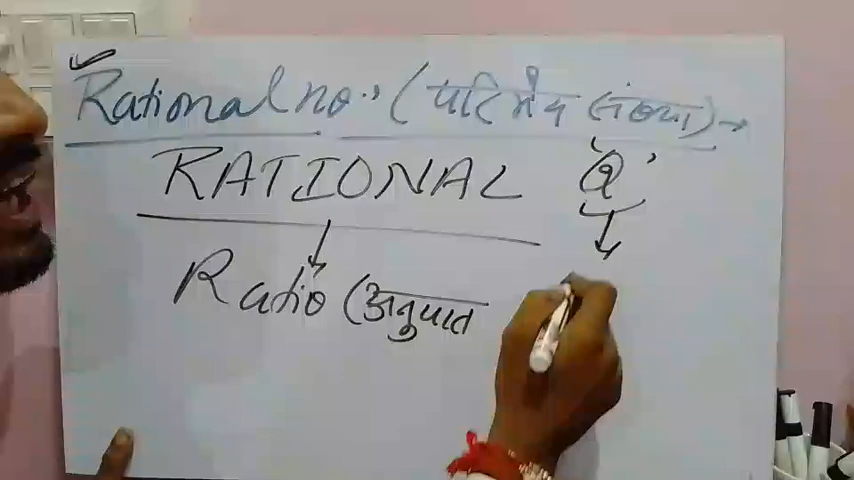 Rational no. : (परिमेय संख्या) →
RATIONAL 'Q'
Ratio (अनुपात